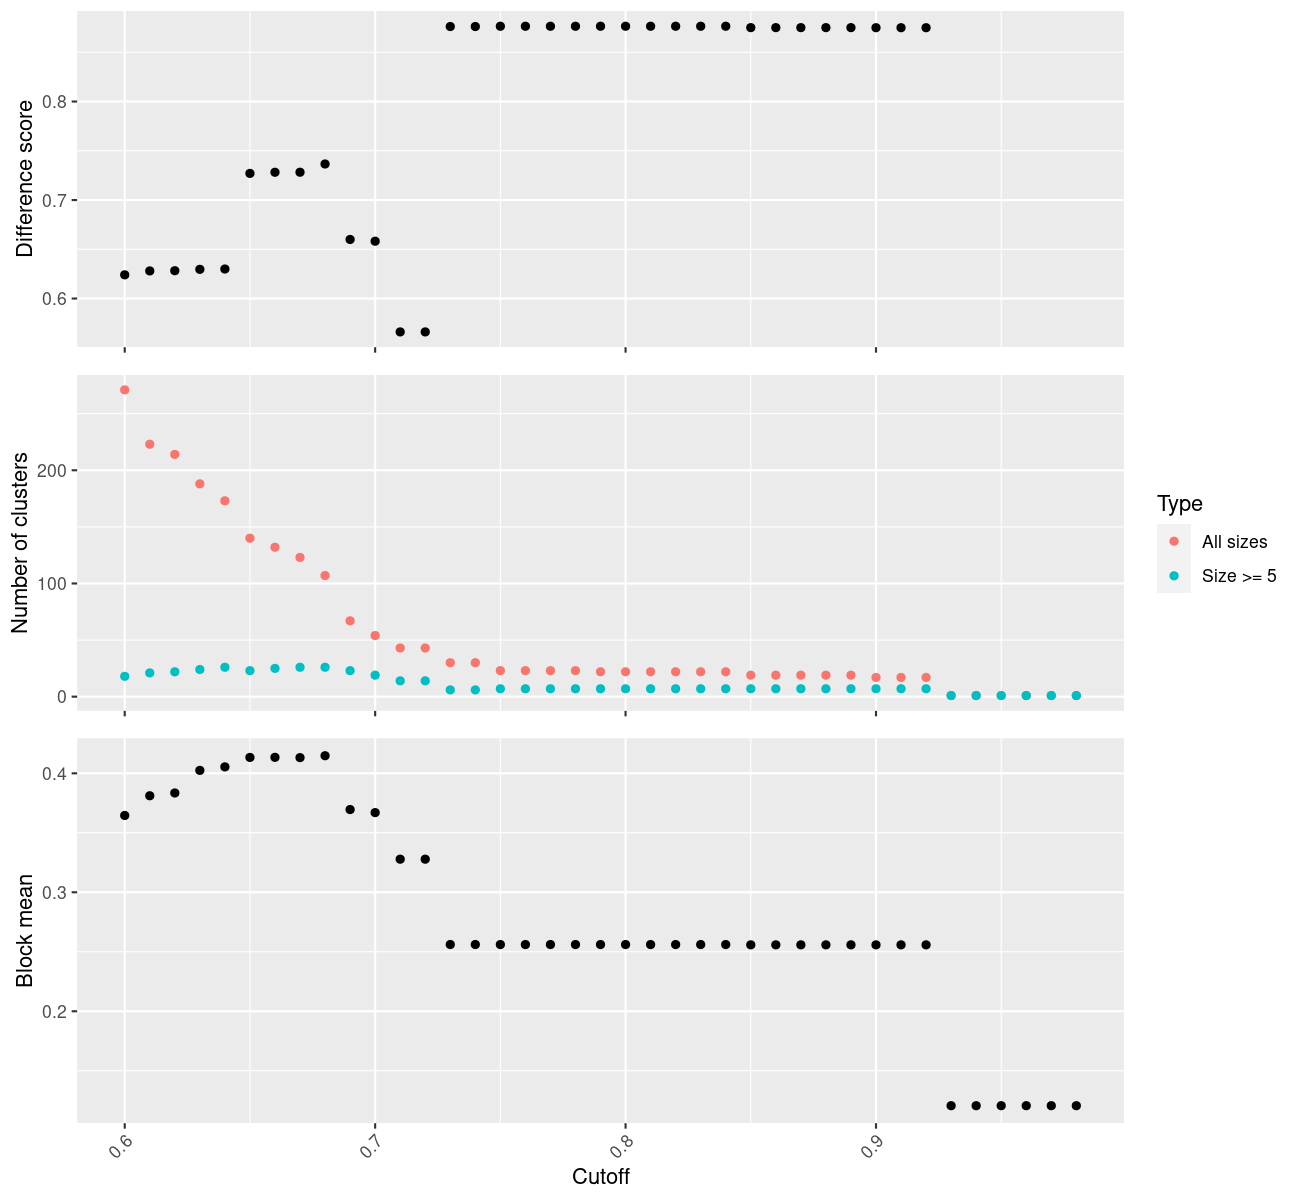 Difference score
0.8
0.7
0.6
Number of clusters
200
100
0
Type
All sizes
Size >= 5
Block mean
0.4
0.3
0.2
0.6
0.7
0.8
0.9
Cutoff